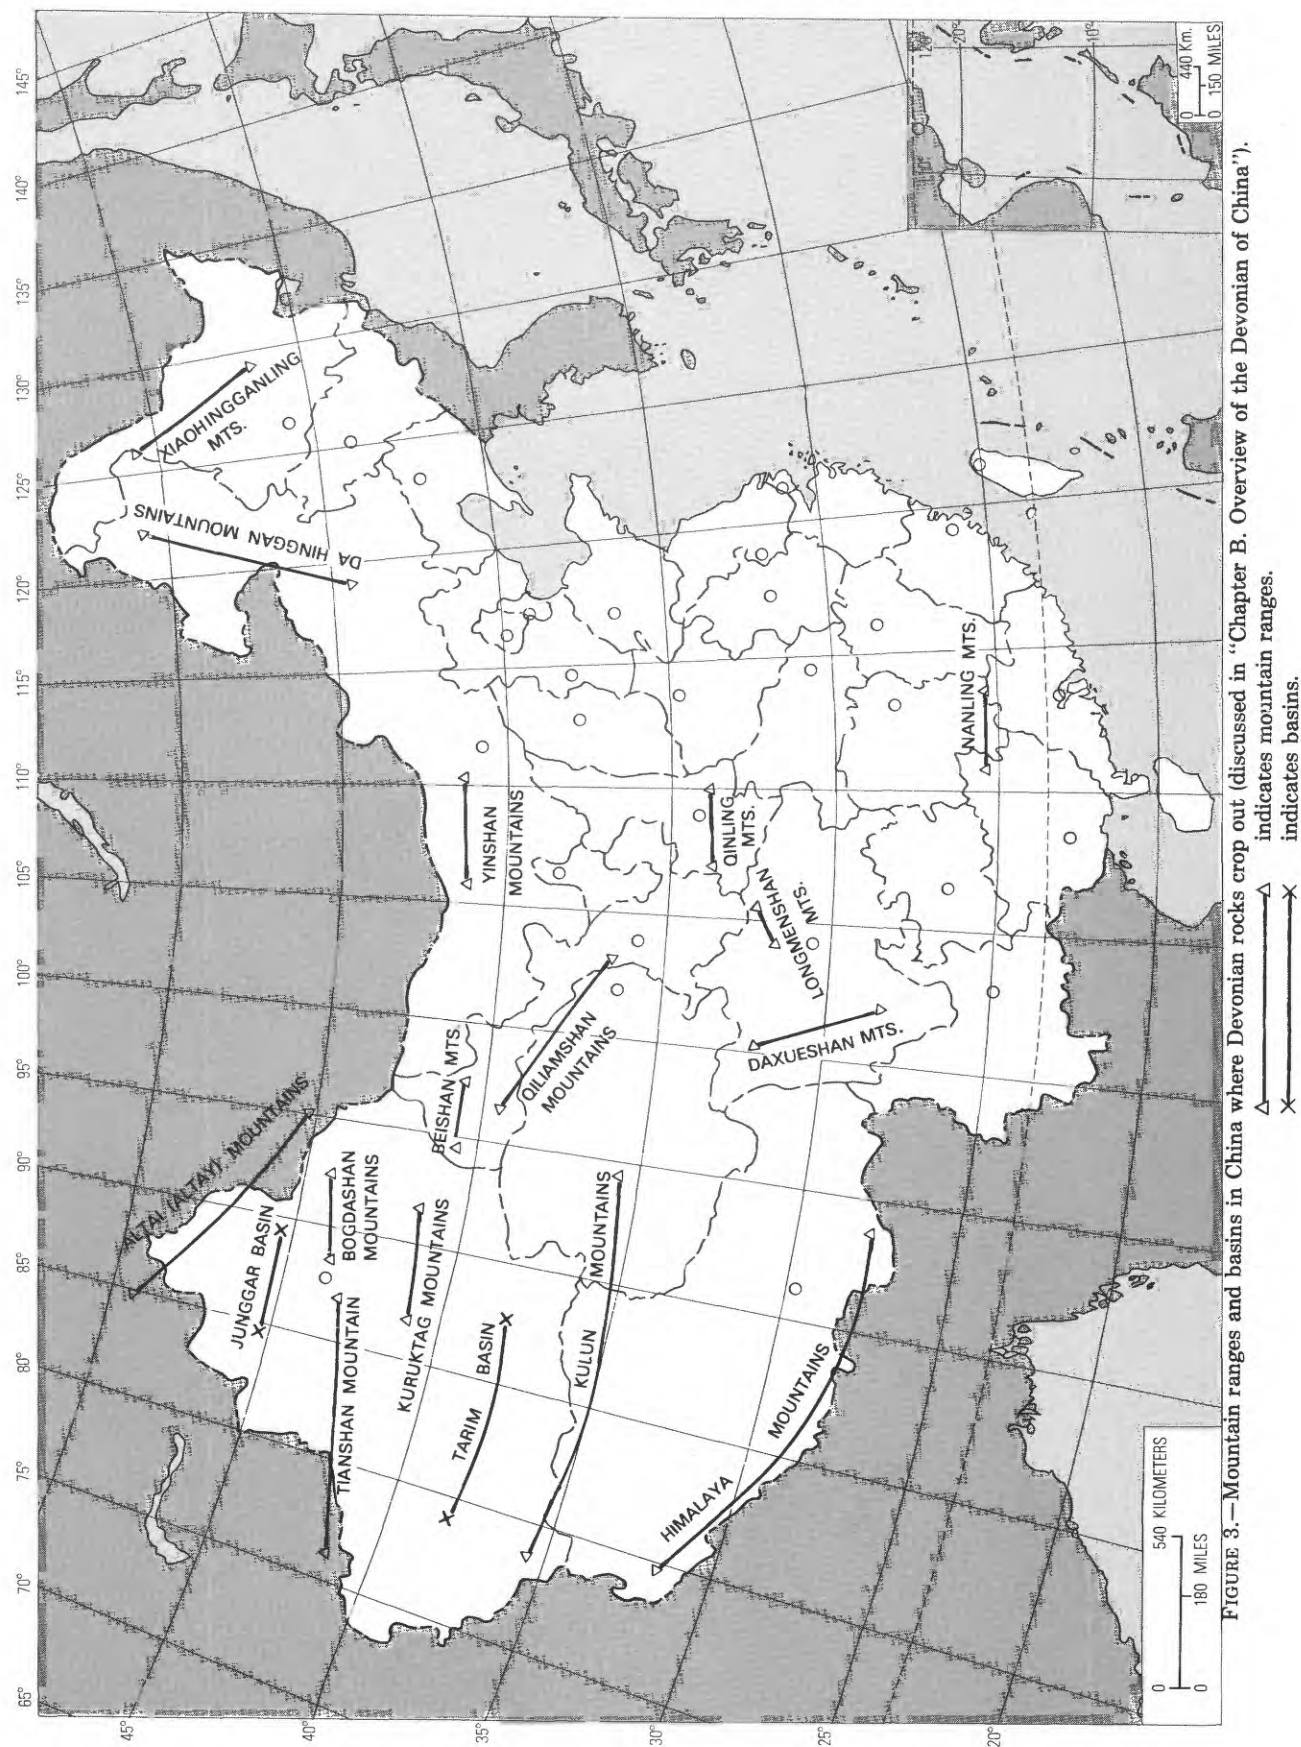 65°
70°
75°
80°
85°
90°
95°
100°
105°
110°
115°
120°
125°
130°
135°
140°
145°
45°
40°
35°
30°
25°
20°
ALTAI (ALTAY) MOUNTAINS
JUNGGAR BASIN
BOGDASHAN
MOUNTAINS
TIANSHAN MOUNTAIN
KURUKTAG MOUNTAINS
TARIM BASIN
KULUN MOUNTAINS
HIMALAYA MOUNTAINS
BEISHAN MTS.
QILIAMSHAN
MOUNTAINS
DAXUESHAN MTS.
YINSHAN
MOUNTAINS
QINLING
MTS.
LONGMENSHAN
MTS.
NANLING MTS.
DA HINGGAN MOUNTAINS
XIAOHINGGANLING
MTS.
0 540 KILOMETERS
0 180 MILES
120°
20°
10°
0 440 Km.
0 150 MILES
FIGURE 3.—Mountain ranges and basins in China where Devonian rocks crop out (discussed in “Chapter B. Overview of the Devonian of China”).
indicates mountain ranges.
indicates basins.